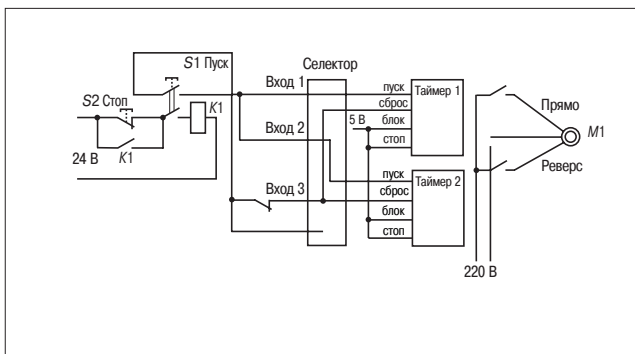 S1 Пуск
Селектор
S2 Стоп
K1
24 В
K1
Вход 1
Вход 2
Вход 3
5 В
пуск
сброс
блок
стоп
Таймер 1
пуск
сброс
блок
стоп
Таймер 2
Прямо
M1
Реверс
220 В